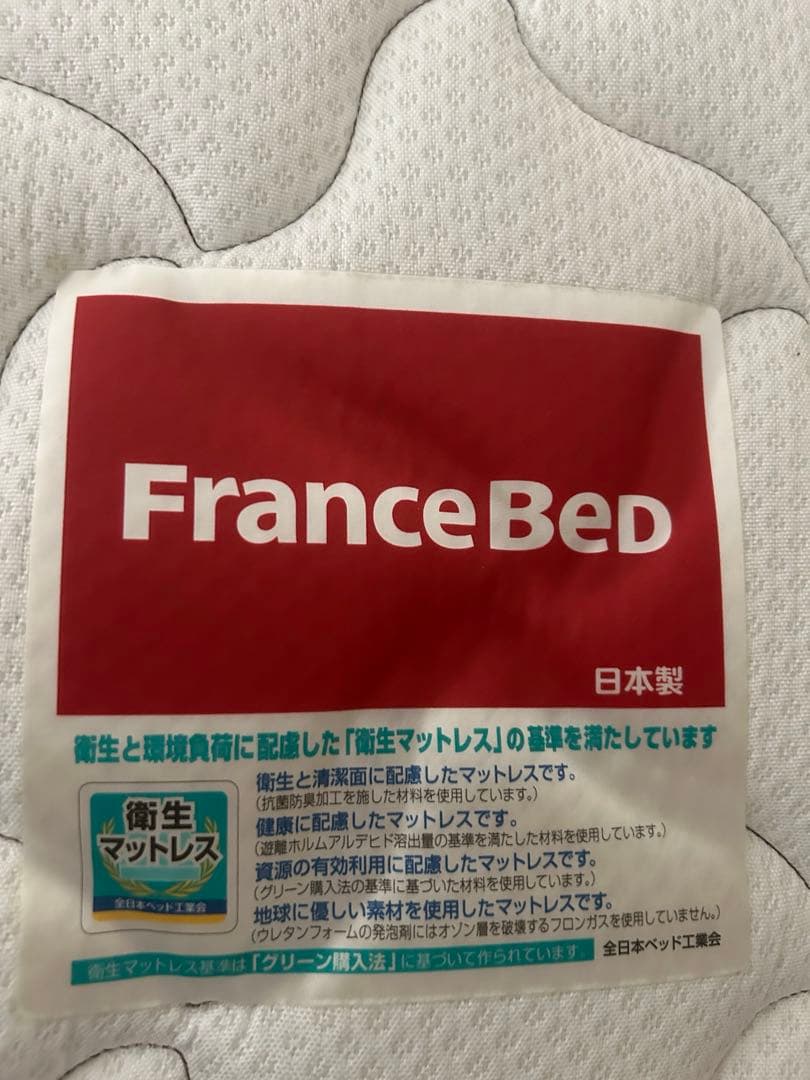 FranceBed
日本製
衛生と環境負荷に配慮した「衛生マットレス」の基準を満たしています
衛生
マットレス
全日本ベッド工業会
衛生と清潔面に配慮したマットレスです。
(抗菌防臭加工を施した材料を使用しています。)
健康に配慮したマットレスです。
(遊離ホルムアルデヒド溶出量の基準を満たした材料を使用しています。)
資源の有効利用に配慮したマットレスです。
(グリーン購入法の基準に基づいた材料を使用しています。)
地球に優しい素材を使用したマットレスです。
(ウレタンフォームの発泡剤にはオゾン層を破壊するフロンガスを使用していません。)
衛生マットレス基準は「グリーン購入法」に基づいて作られています。
全日本ベッド工業会